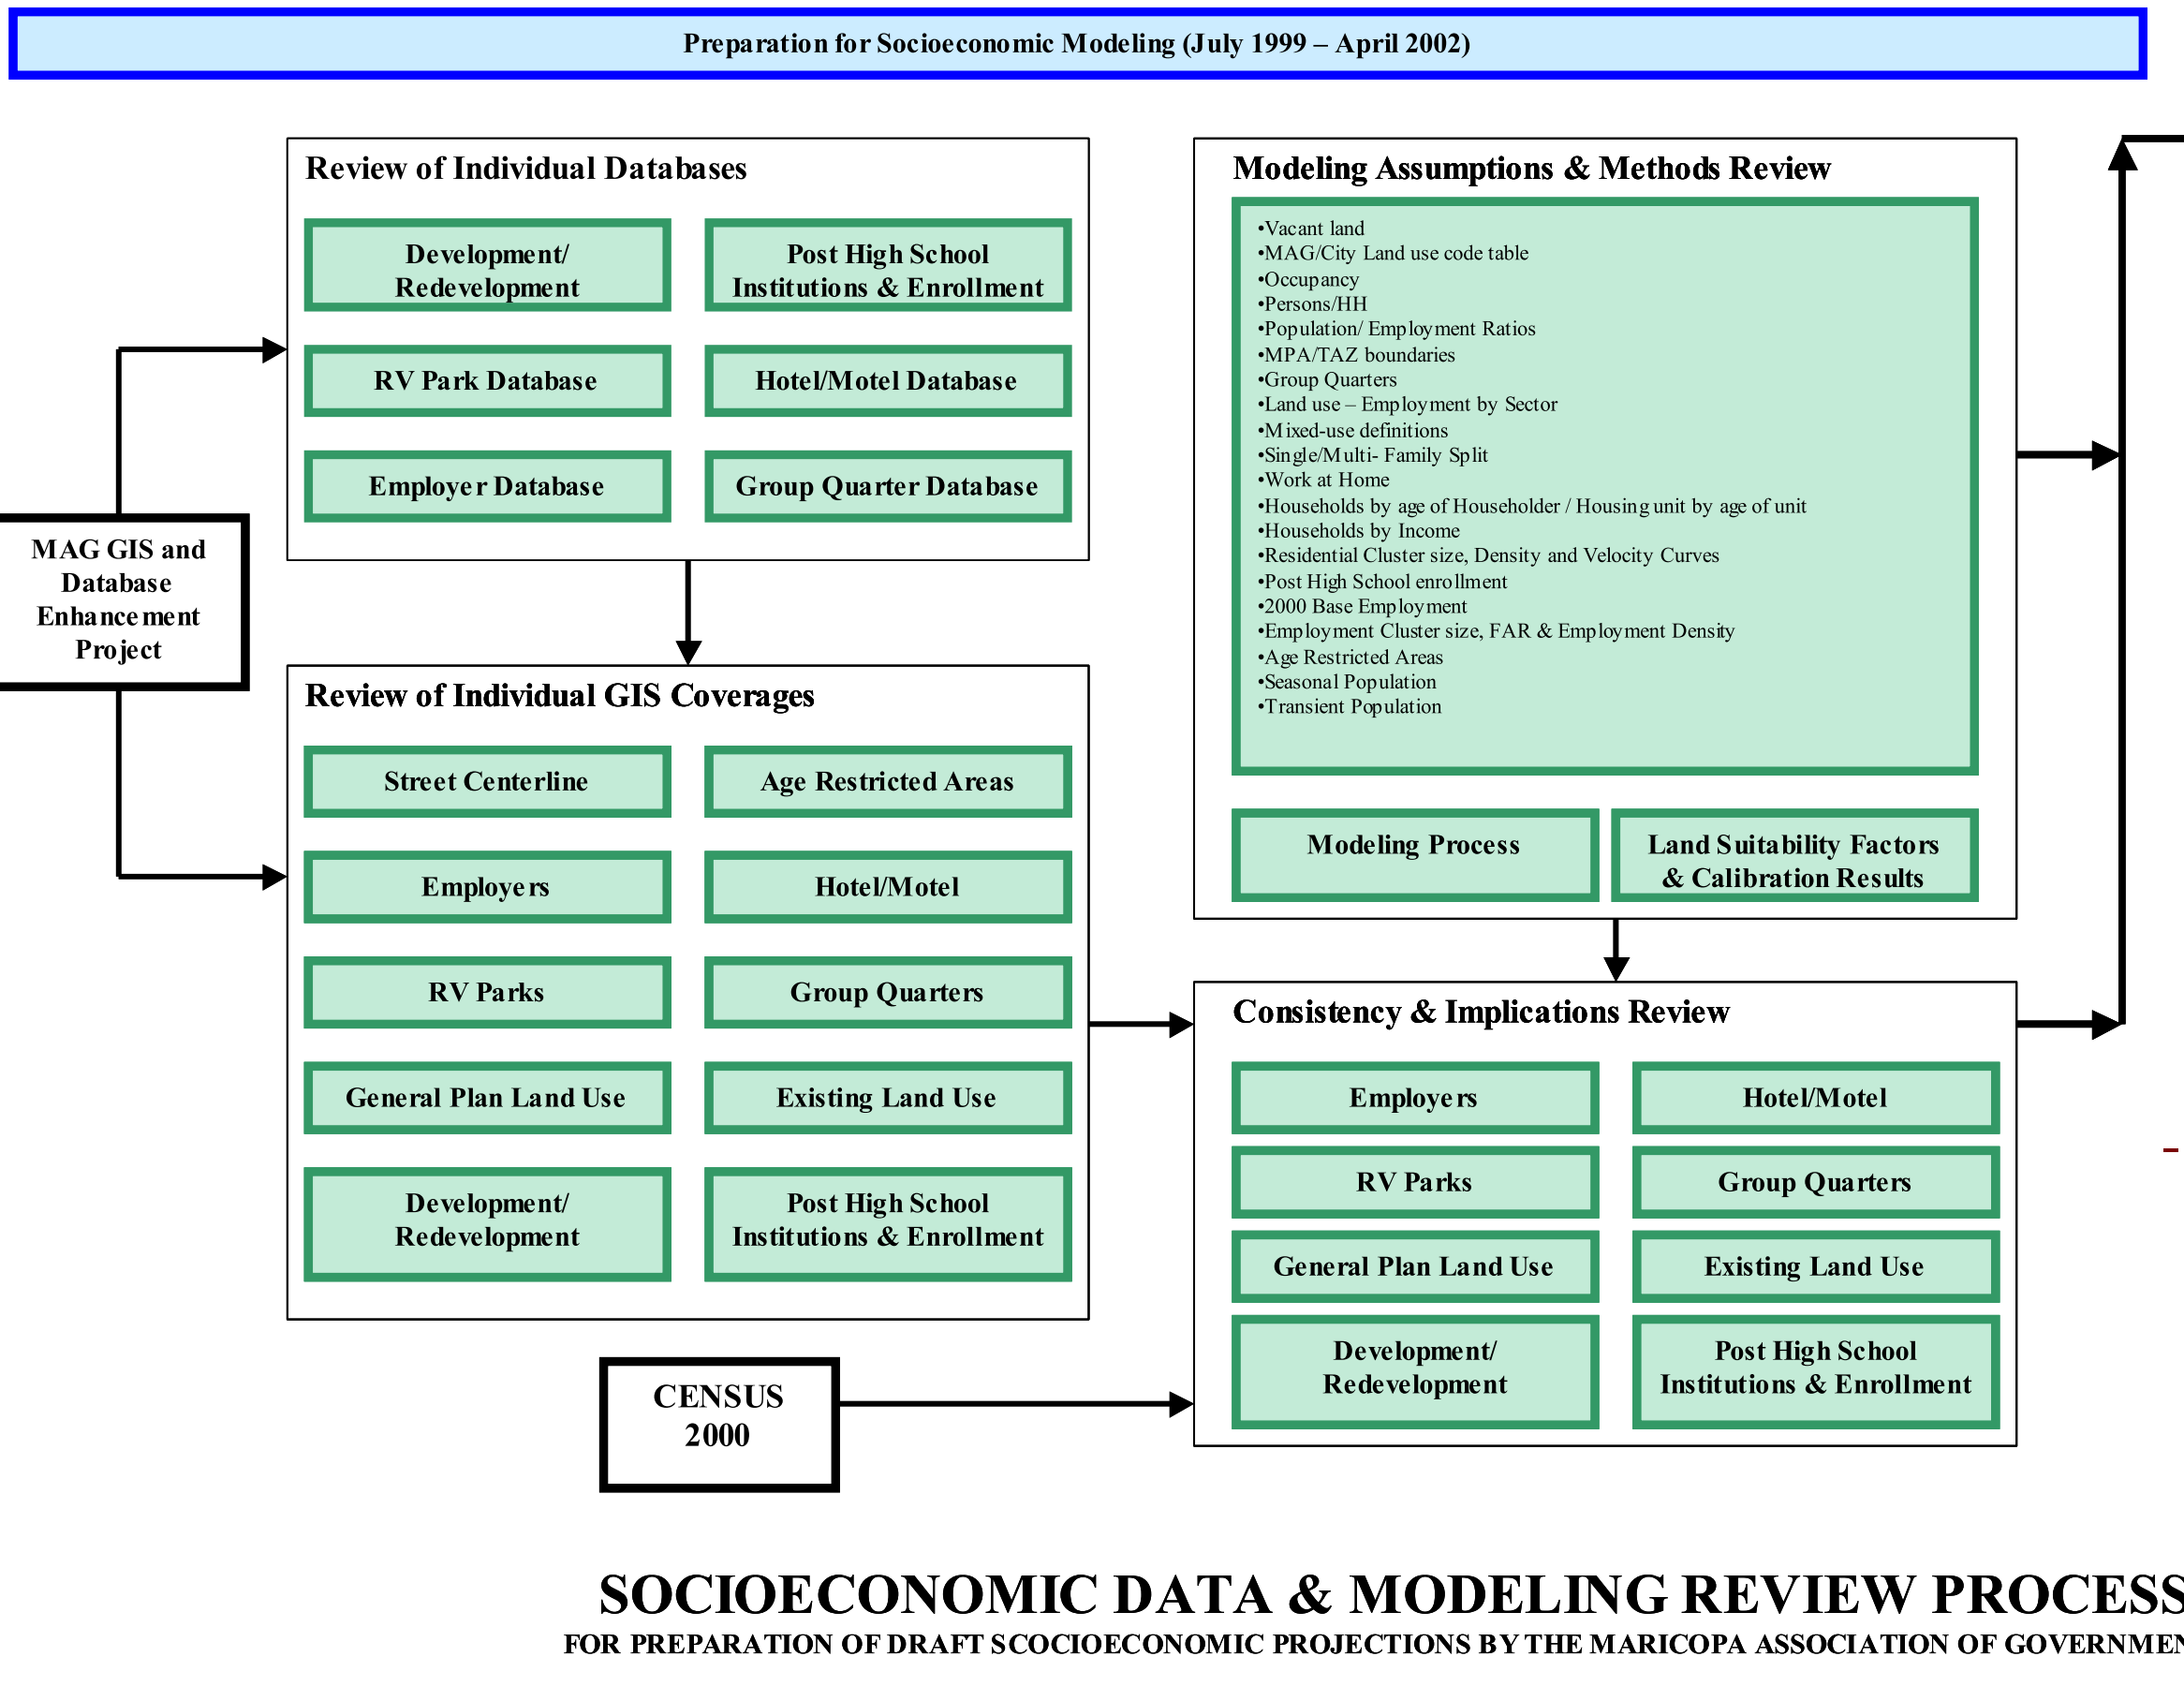 Preparation for Socioeconomic Modeling (July 1999 – April 2002)
Review of Individual Databases
Development/
Redevelopment
Post High School
Institutions & Enrollment
RV Park Database
Hotel/Motel Database
Employer Database
Group Quarter Database
MAG GIS and
Database
Enhancement
Project
Review of Individual GIS Coverages
Street Centerline
Age Restricted Areas
Employers
Hotel/Motel
RV Parks
Group Quarters
General Plan Land Use
Existing Land Use
Development/
Redevelopment
Post High School
Institutions & Enrollment
CENSUS
2000
Modeling Assumptions & Methods Review
•Vacant land
•MAG/City Land use code table
•Occupancy
•Persons/HH
•Population/ Employment Ratios
•MPA/TAZ boundaries
•Group Quarters
•Land use – Employment by Sector
•Mixed-use definitions
•Single/Multi- Family Split
•Work at Home
•Households by age of Householder / Housing unit by age of unit
•Households by Income
•Residential Cluster size, Density and Velocity Curves
•Post High School enrollment
•2000 Base Employment
•Employment Cluster size, FAR & Employment Density
•Age Restricted Areas
•Seasonal Population
•Transient Population
Modeling Process
Land Suitability Factors
& Calibration Results
Consistency & Implications Review
Employers
Hotel/Motel
RV Parks
Group Quarters
General Plan Land Use
Existing Land Use
Development/
Redevelopment
Post High School
Institutions & Enrollment
SOCIOECONOMIC DATA & MODELING REVIEW PROCESS
FOR PREPARATION OF DRAFT SCOCIOECONOMIC PROJECTIONS BY THE MARICOPA ASSOCIATION OF